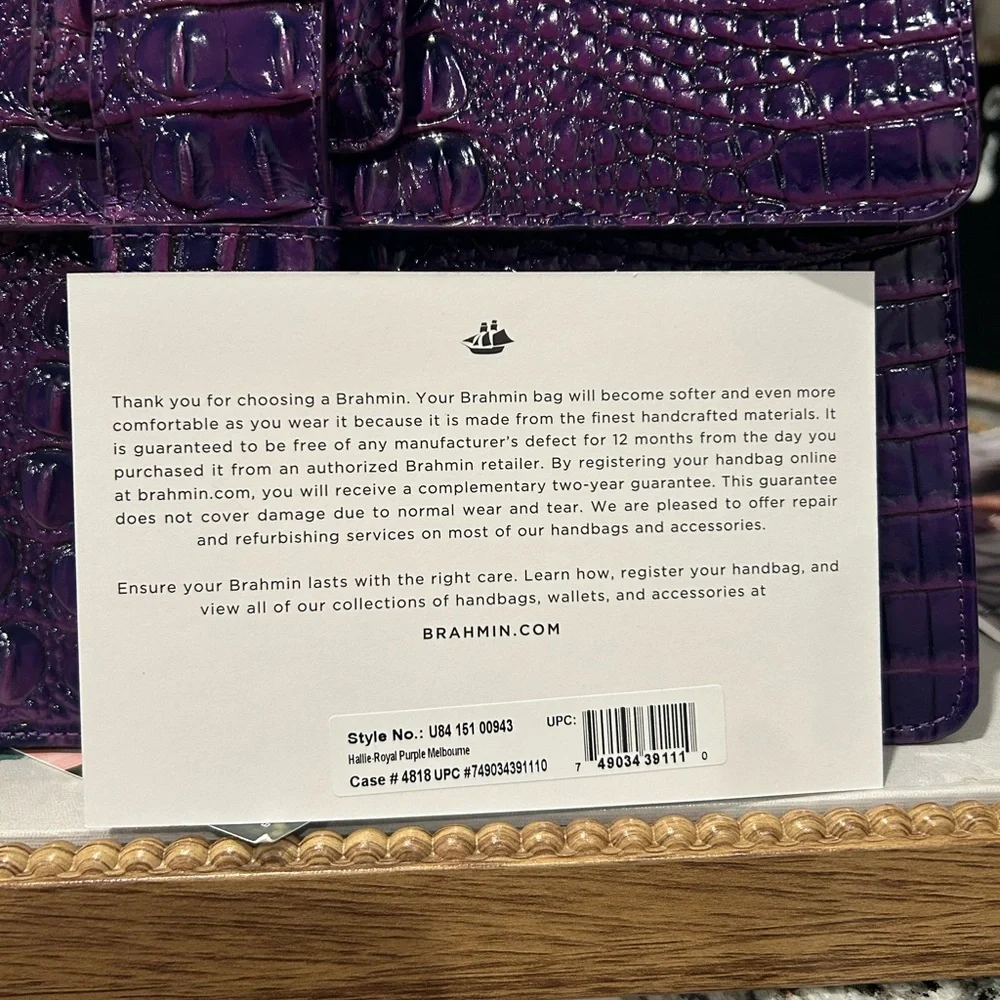 Thank you for choosing a Brahmin. Your Brahmin bag will become softer and even more
comfortable as you wear it because it is made from the finest handcrafted materials. It
is guaranteed to be free of any manufacturer's defect for 12 months from the day you
purchased it from an authorized Brahmin retailer. By registering your handbag online
at brahmin.com, you will receive a complementary two-year guarantee. This guarantee
does not cover damage due to normal wear and tear. We are pleased to offer repair
and refurbishing services on most of our handbags and accessories.
Ensure your Brahmin lasts with the right care. Learn how, register your handbag, and
view all of our collections of handbags, wallets, and accessories at
BRAHMIN.COM
Style No.: U84 151 00943
Hallie-Royal Purple Melbourne
Case # 4818 UPC #749034391110
UPC:
7 49034 39111 0